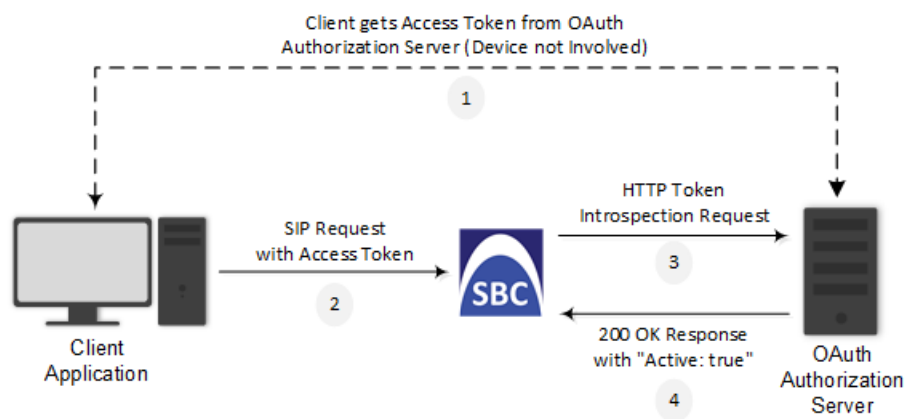 Client gets Access Token from OAuth
Authorization Server (Device not Involved)
1
HTTP Token
Introspection Request
SIP Request
with Access Token
3
SBC
2
200 OK Response
with "Active: true"
Client
Application
4
OAuth
Authorization
Server